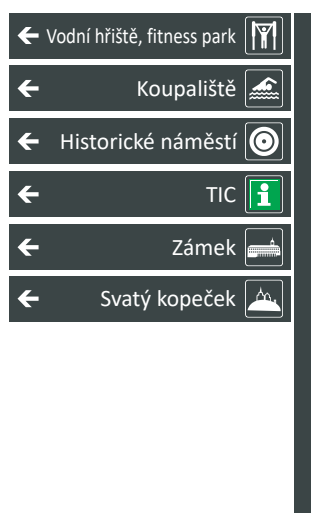 Vodní hřiště, fitness park
Koupaliště
Historické náměstí
TIC
Zámek
Svatý kopeček